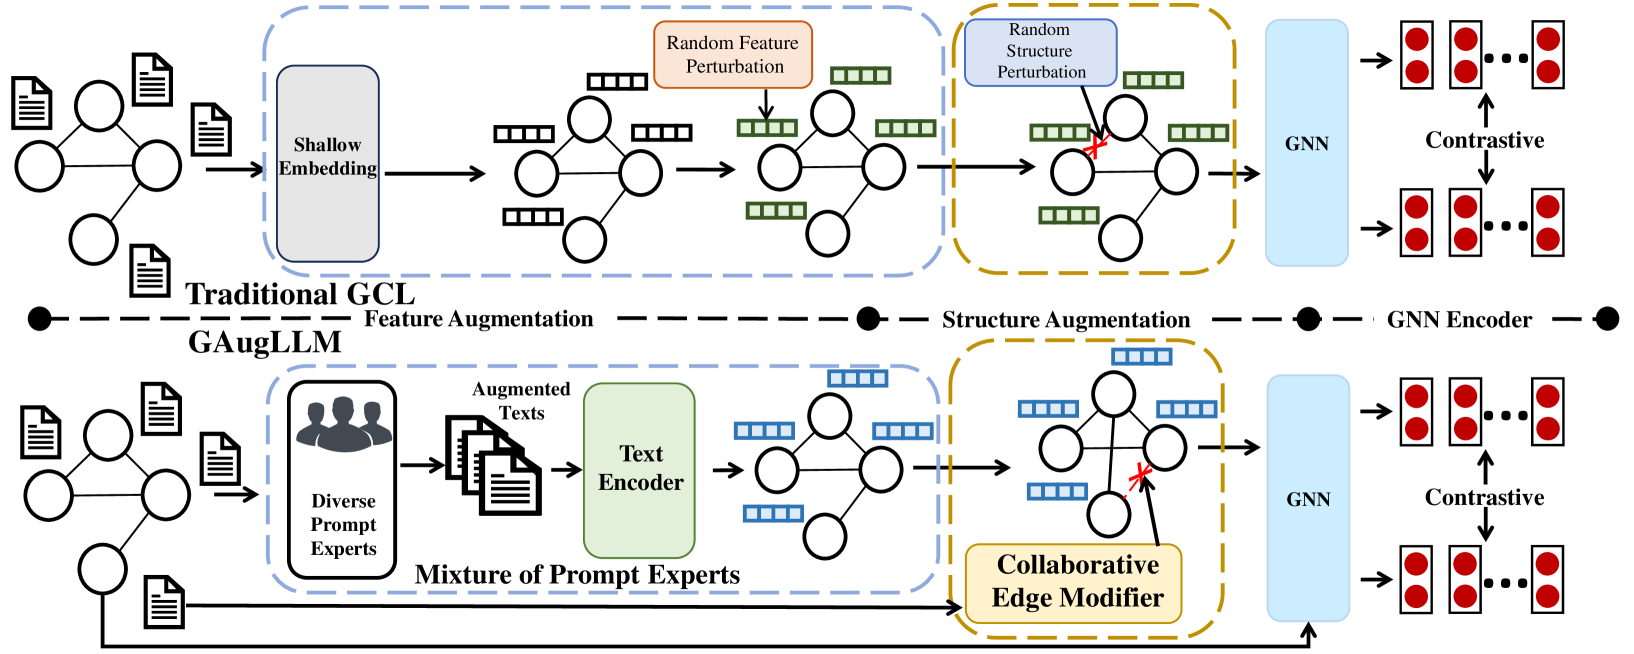 Random Feature
Perturbation
Random
Structure
Perturbation
Shallow
Embedding
GNN
Contrastive
Traditional GCL
Feature Augmentation
Structure Augmentation
GNN Encoder
GAugLLM
Augmented
Texts
Diverse
Prompt
Experts
Text
Encoder
Mixture of Prompt Experts
Collaborative
Edge Modifier
GNN
Contrastive